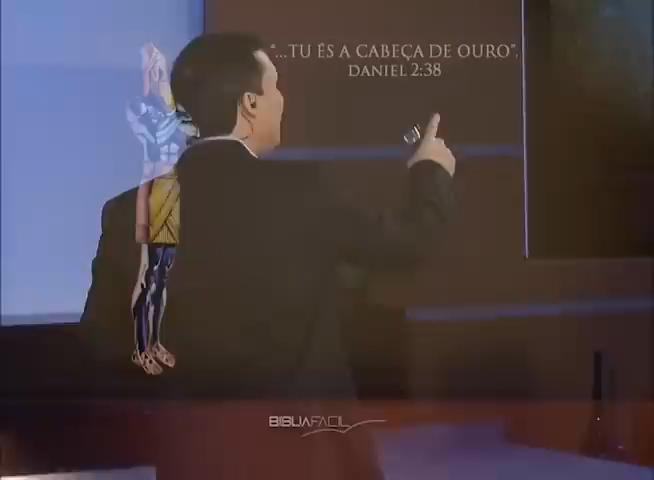 “...TU ÉS A CABEÇA DE OURO”.
DANIEL 2:38
BIBLIAFACIL